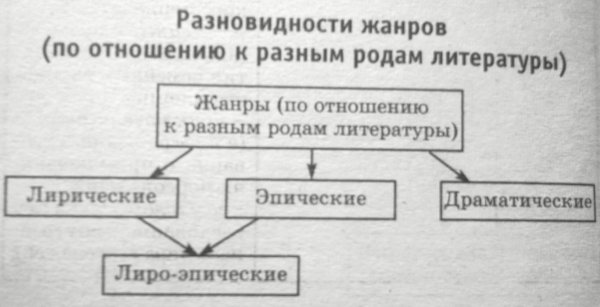 Разновидности жанров
(по отношению к разным родам литературы)
Жанры (по отношению
к разным родам литературы)
Лирические
Эпические
Драматические
Лиро-эпические